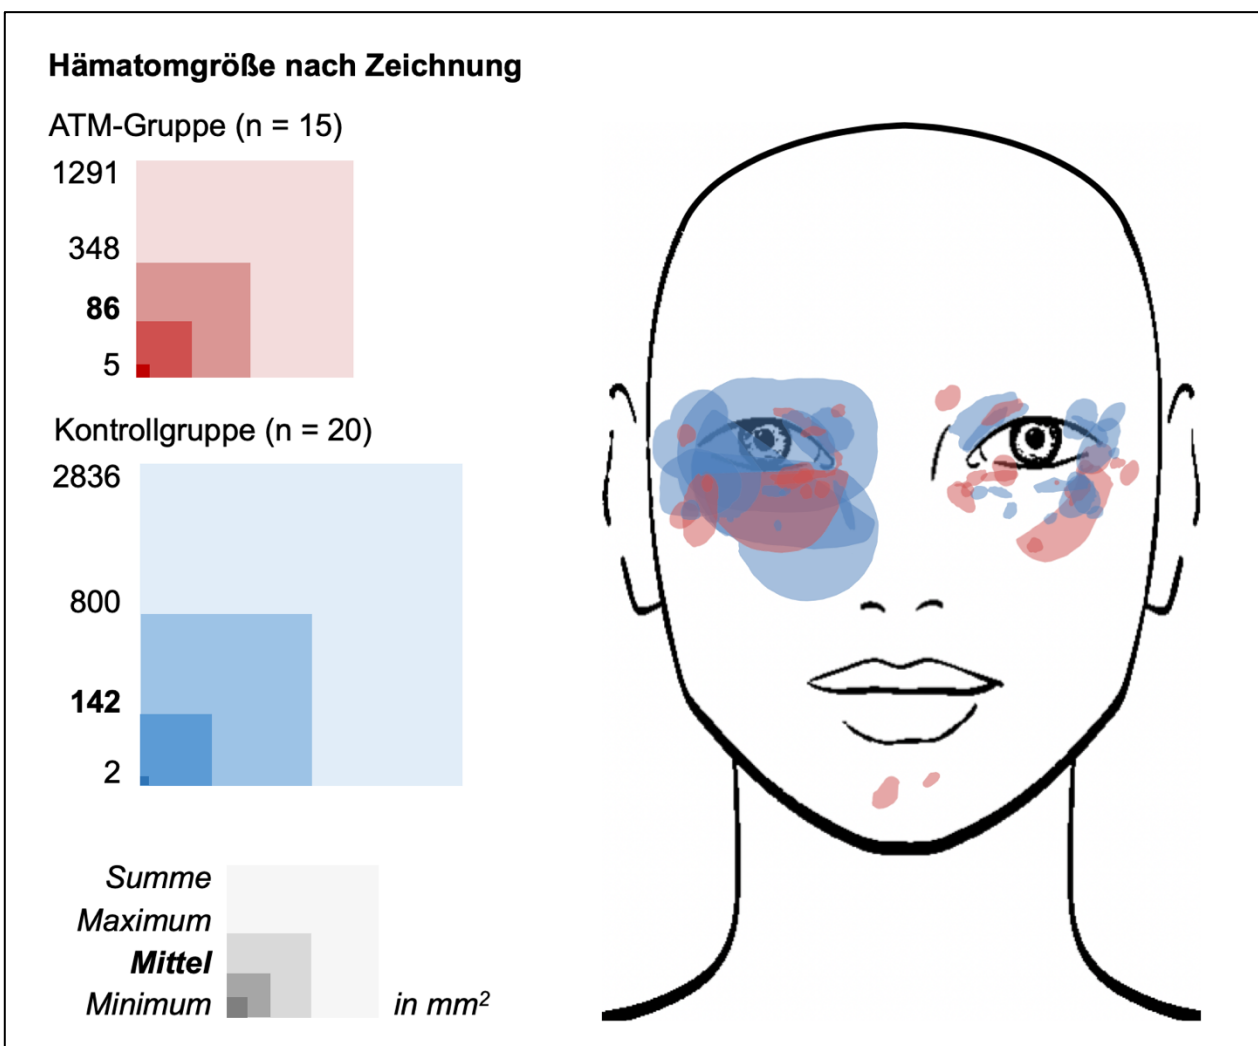 Hämatomgröße nach Zeichnung
ATM-Gruppe (n = 15)
1291
348
86
5
Kontrollgruppe (n = 20)
2836
800
142
2
Summe
Maximum
Mittel
Minimum in mm²